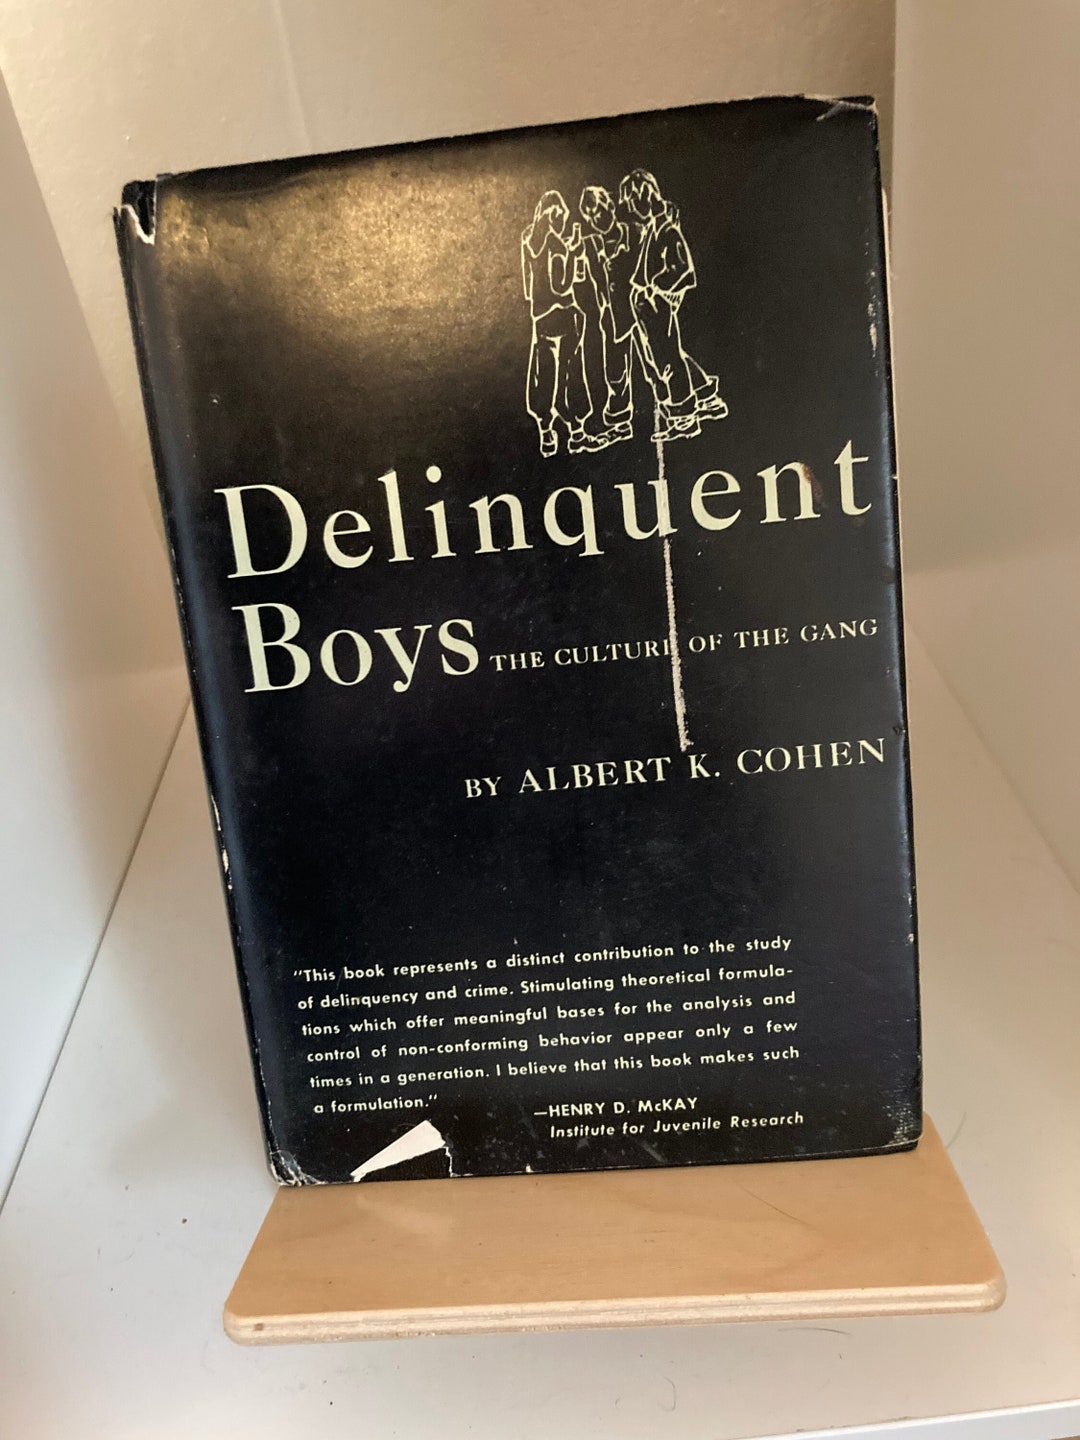 Delinquent
Boys THE CULTURE OF THE GANG
BY ALBERT K. COHEN
"This book represents a distinct contribution to the study
of delinquency and crime. Stimulating theoretical formula-
tions which offer meaningful bases for the analysis and
control of non-conforming behavior appear only a few
times in a generation. I believe that this book makes such
a formulation."
—HENRY D. McKAY
Institute for Juvenile Research